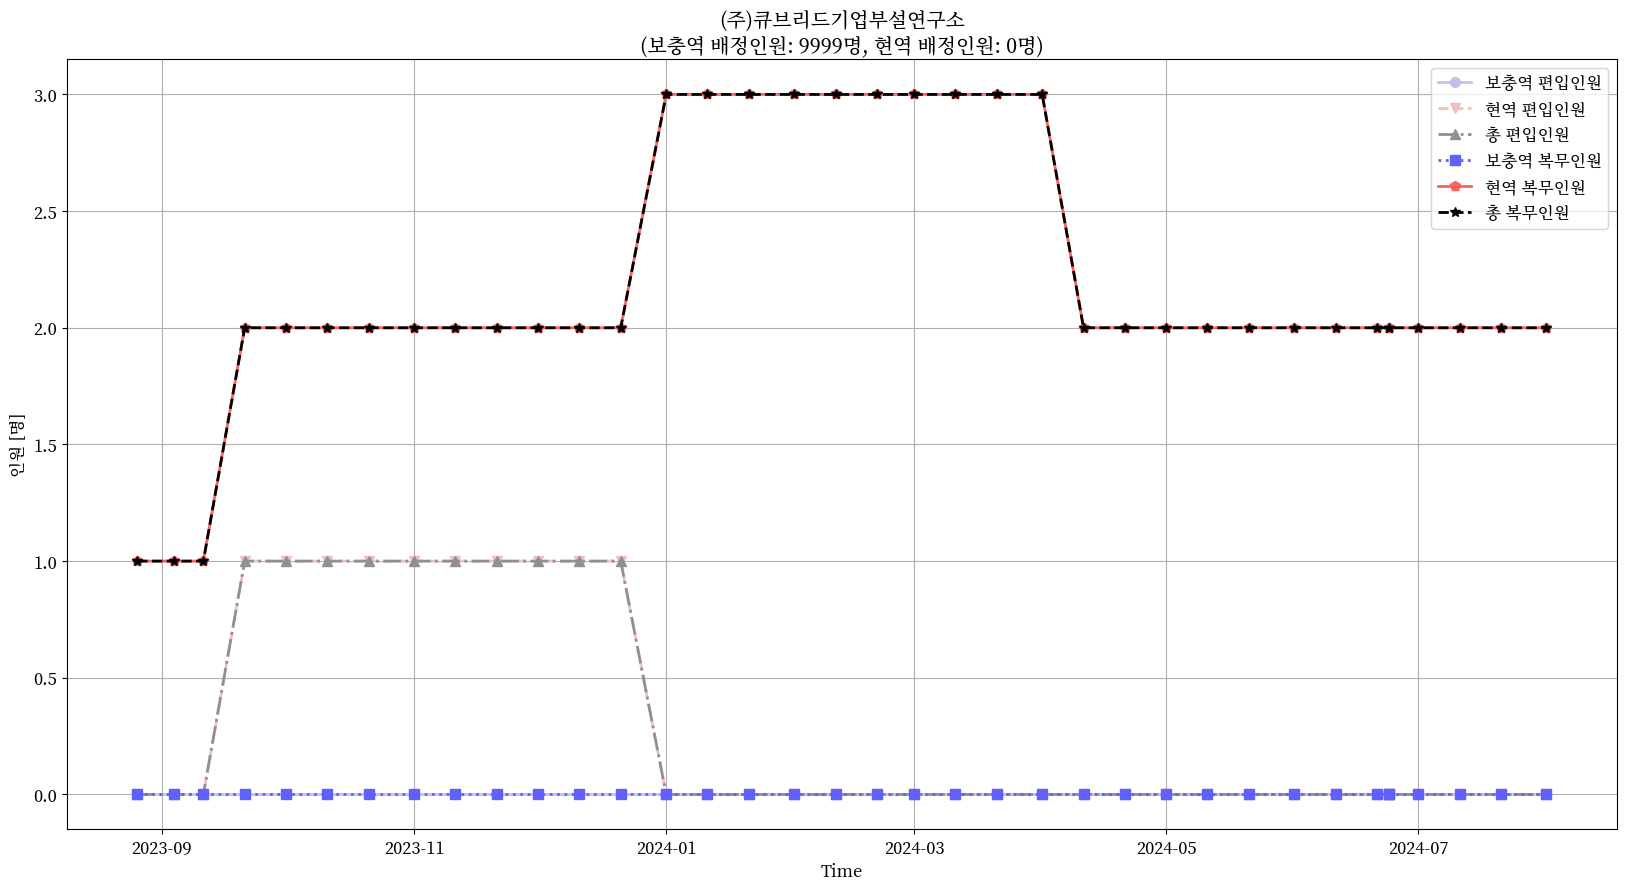 (주)큐브리드기업부설연구소
(보충역 배정인원: 9999명, 현역 배정인원: 0명)
보충역 편입인원
현역 편입인원
총 편입인원
보충역 복무인원
현역 복무인원
총 복무인원
인원 [명]
3.0
2.5
2.0
1.5
1.0
0.5
0.0
2023-09
2023-11
2024-01
2024-03
2024-05
2024-07
Time